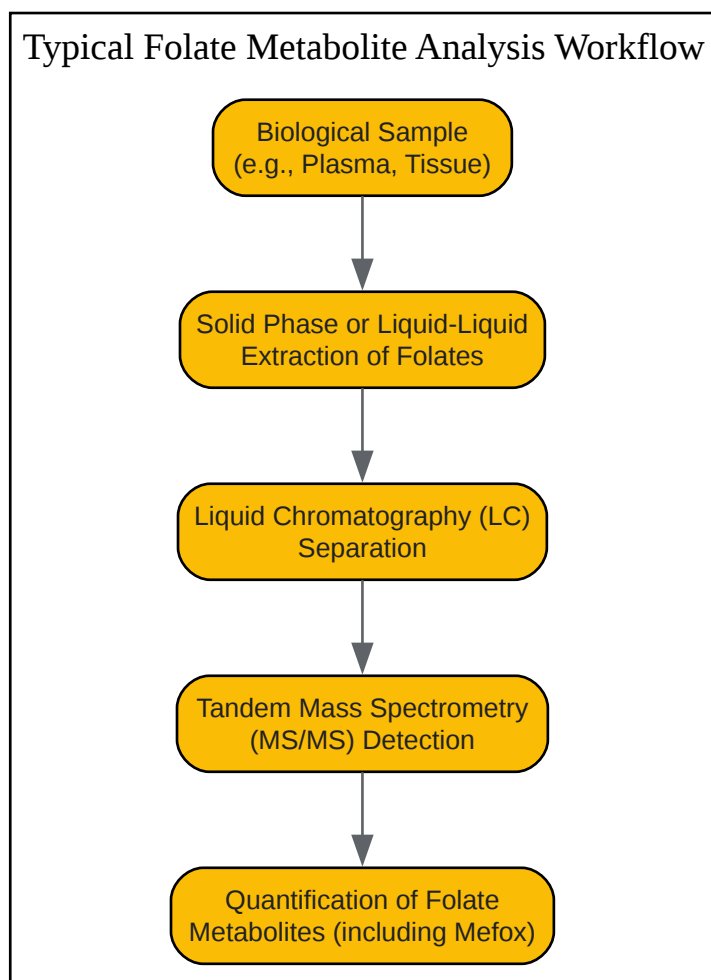 Typical Folate Metabolite Analysis Workflow
Biological Sample
(e.g., Plasma, Tissue)
Solid Phase or Liquid-Liquid
Extraction of Folates
Liquid Chromatography (LC)
Separation
Tandem Mass Spectrometry
(MS/MS) Detection
Quantification of Folate
Metabolites (including Mefox)